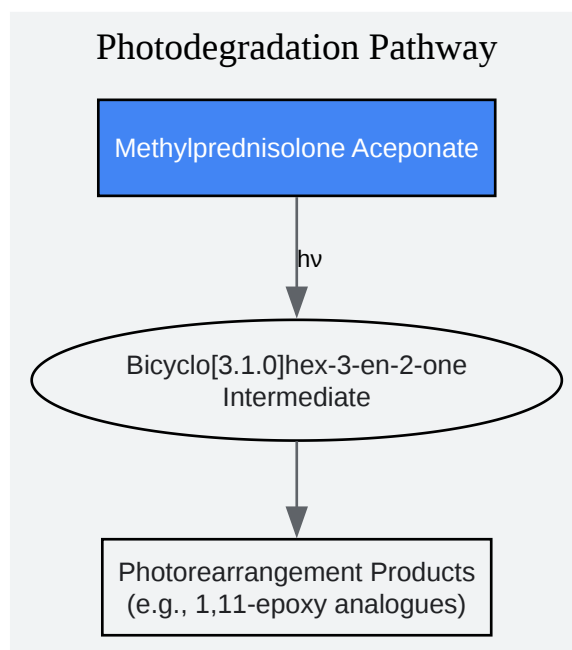 Photodegradation Pathway
Methylprednisolone Aceponate
hν
Bicyclo[3.1.0]hex-3-en-2-one
Intermediate
Photorearrangement Products
(e.g., 1,11-epoxy analogues)